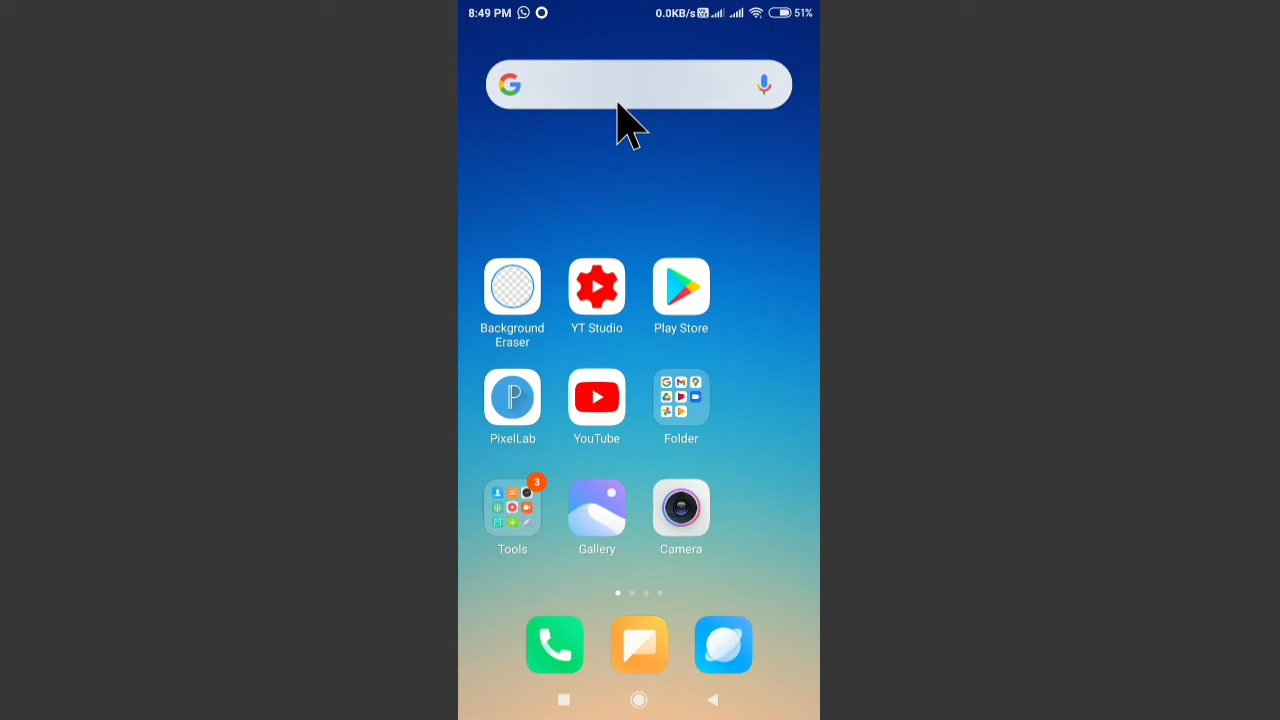 8:49 PM 0.0KB/s 51%
Background YT Studio Play Store
Eraser
PixelLab YouTube Folder
3
Tools Gallery Camera